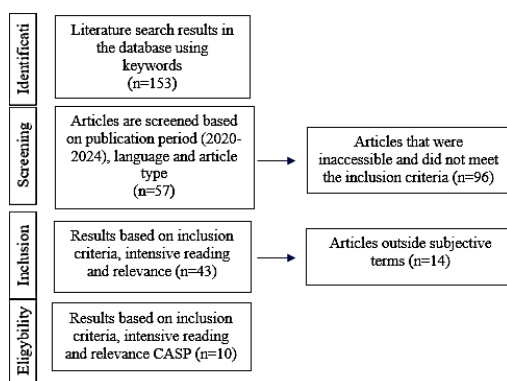 Identificati
Literature search results in
the database using
keywords
(n=153)
Screening
Articles are screened based
on publication period (2020-
2024), language and article
type
(n=57)
Articles that were
inaccessible and did not meet
the inclusion criteria (n=96)
Inclusion
Results based on inclusion
criteria, intensive reading
and relevance (n=43)
Articles outside subjective
terms (n=14)
Eligybility
Results based on inclusion
criteria, intensive reading
and relevance CASP (n=10)